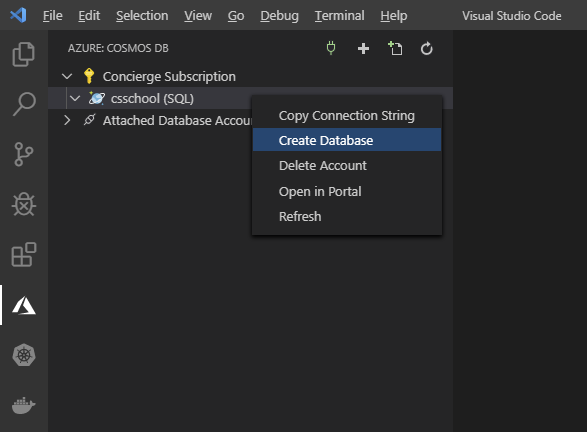 File Edit Selection View Go Debug Terminal Help Visual Studio Code
AZURE: COSMOS DB
Concierge Subscription
csschool (SQL)
Attached Database Accou
Copy Connection String
Create Database
Delete Account
Open in Portal
Refresh